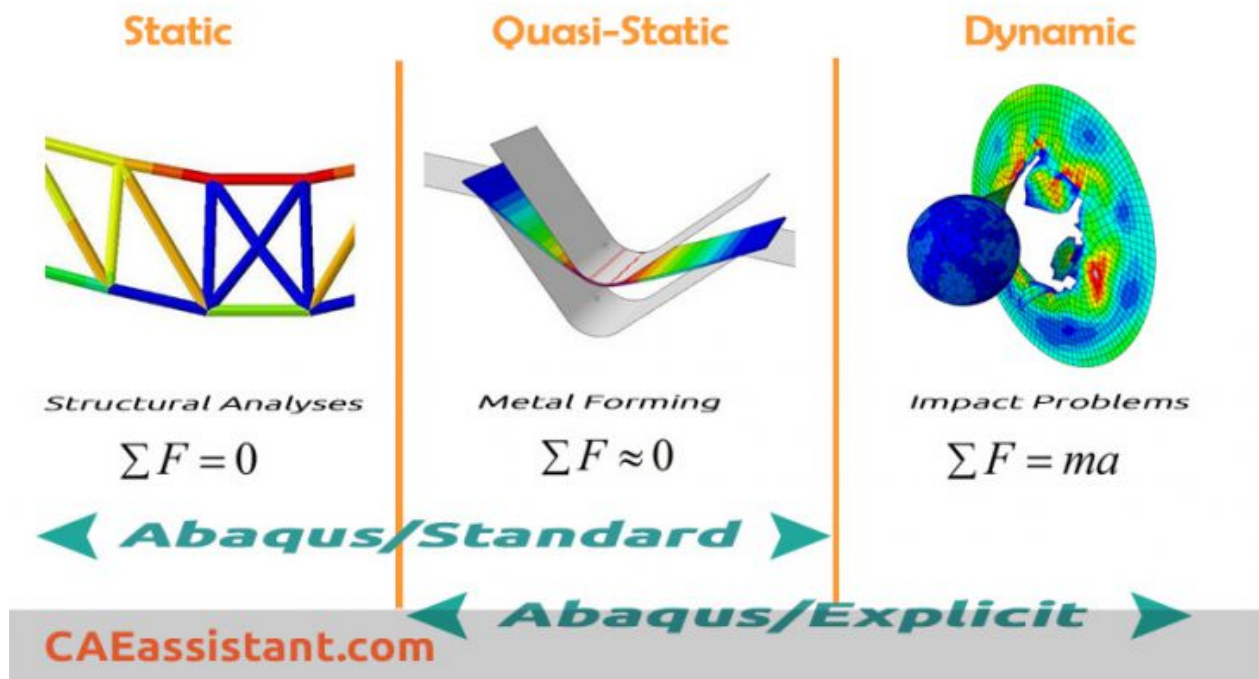 Static
Quasi-Static
Dynamic
Structural Analyses
Metal Forming
Impact Problems
∑F = 0
∑F ≈ 0
∑F = ma
Abaqus/Standard
Abaqus/Explicit
CAEassistant.com